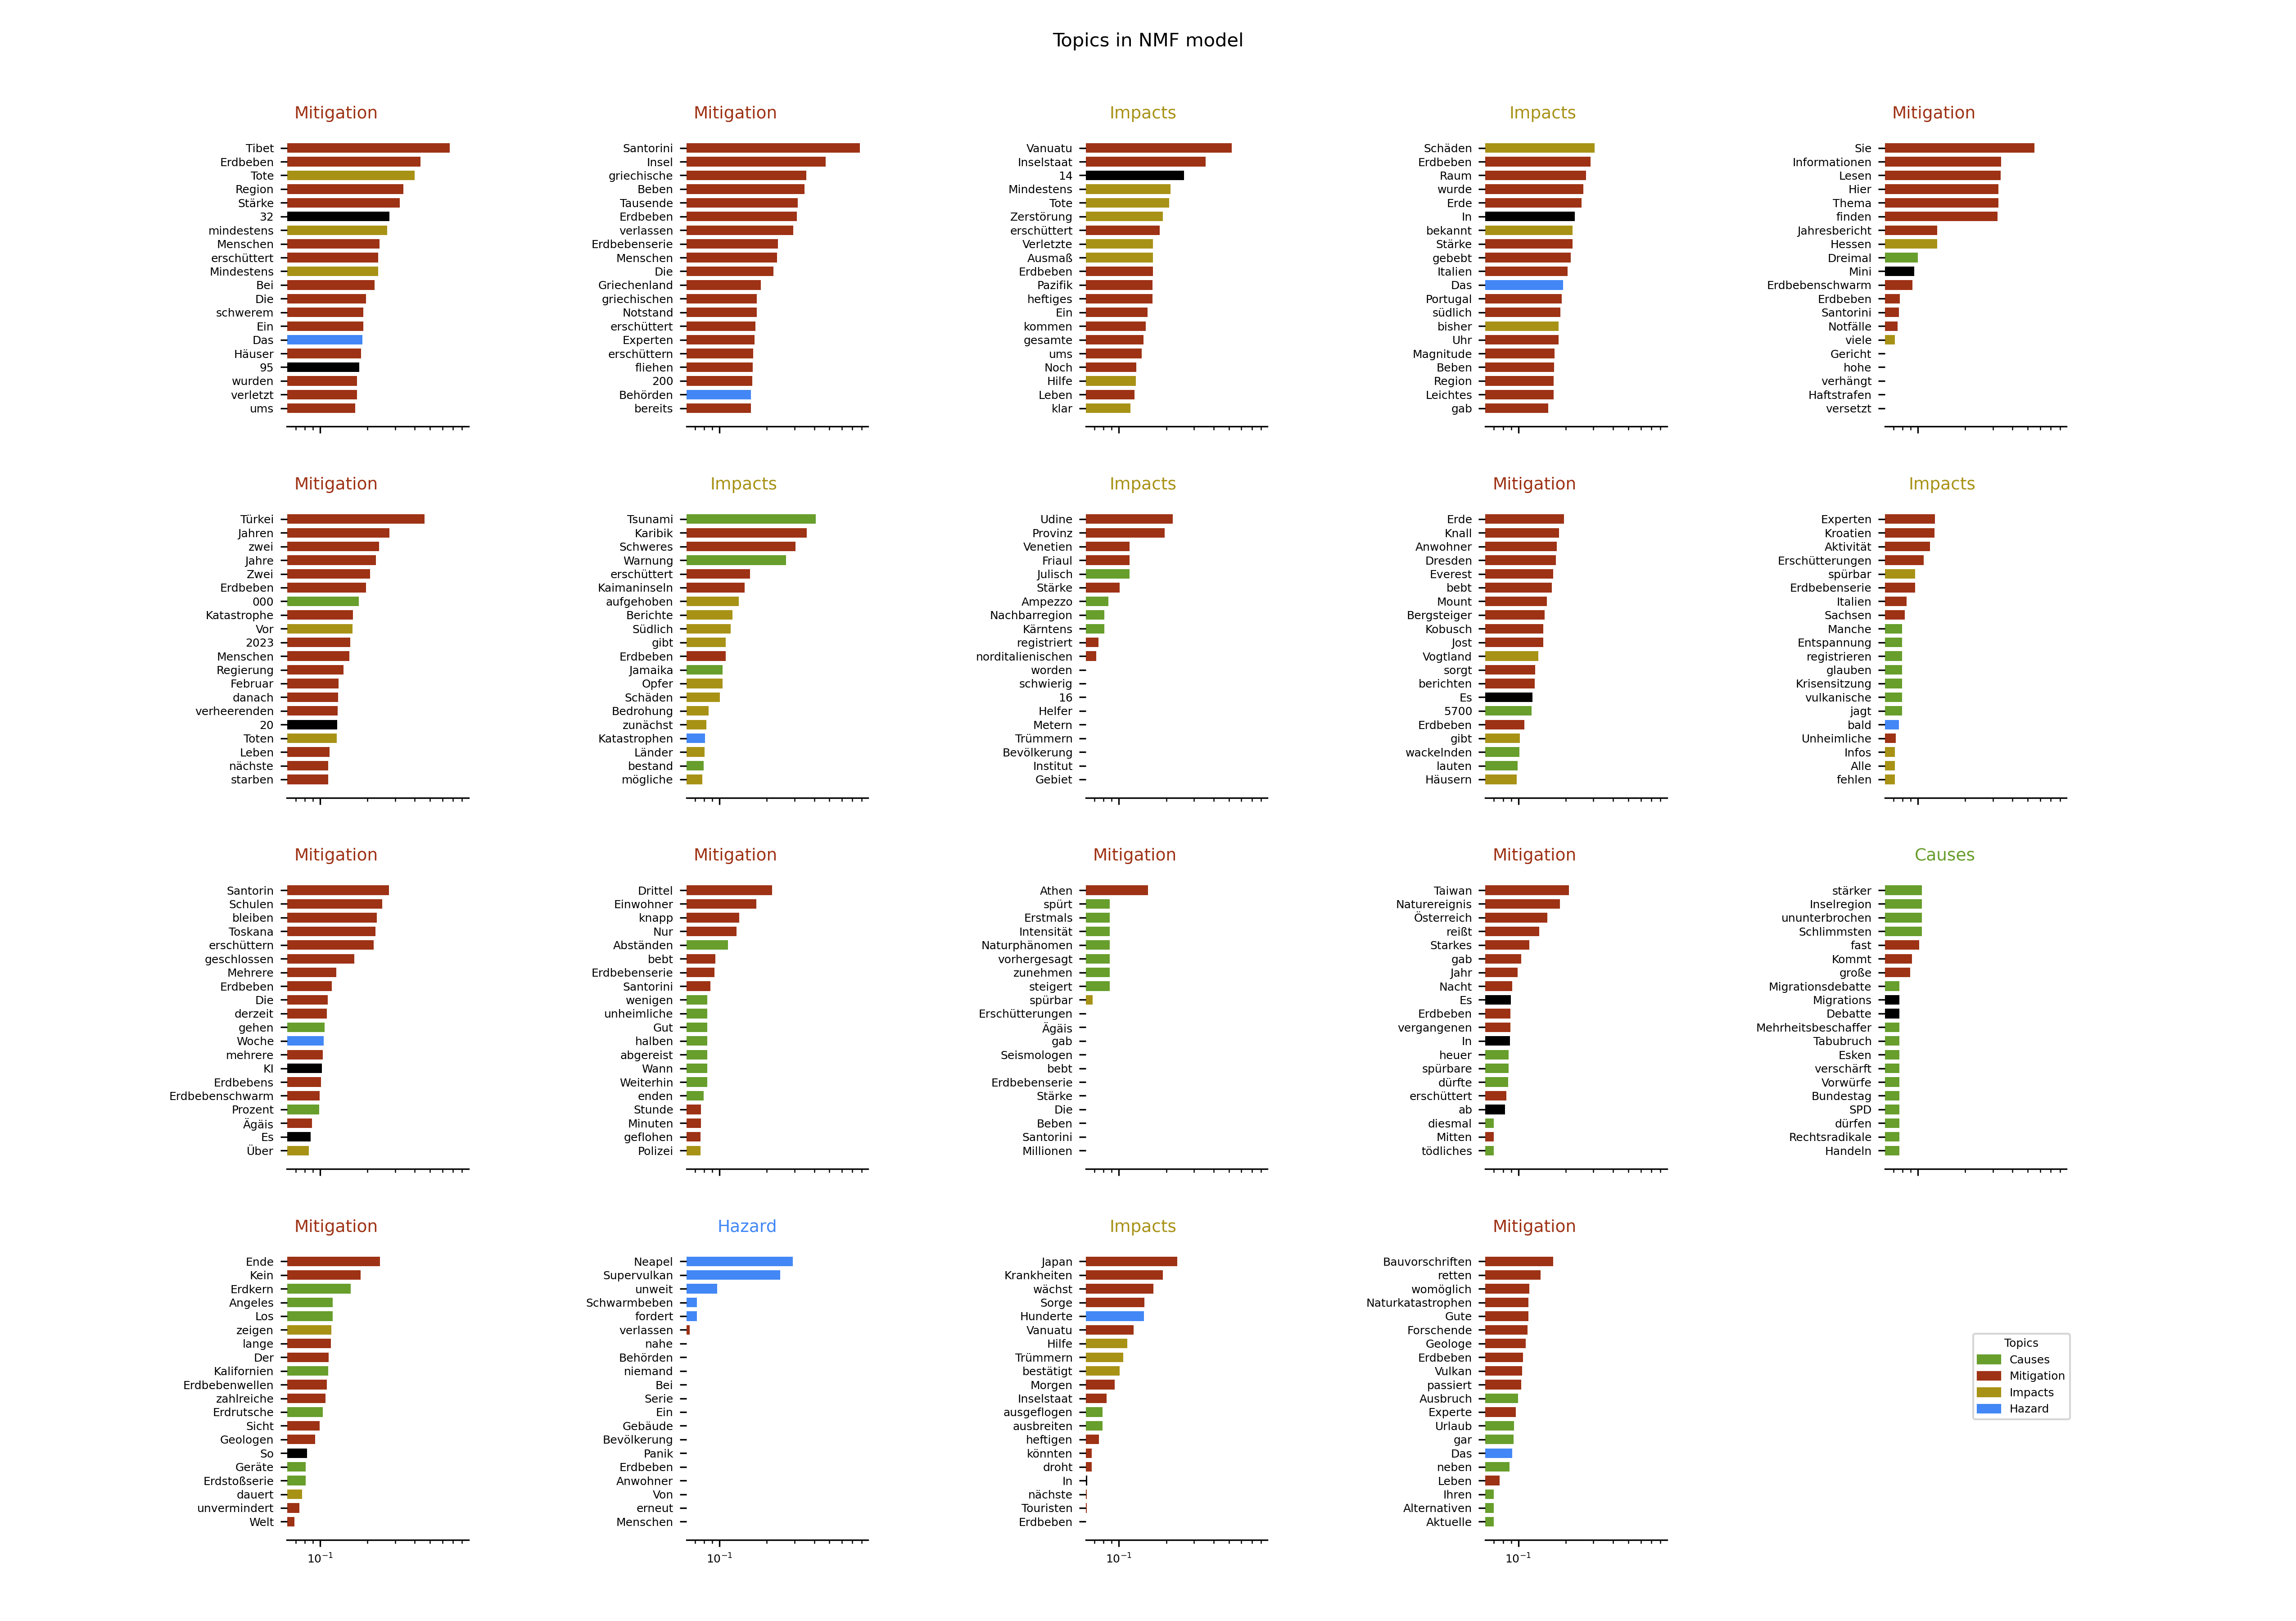 Topics in NMF model
Mitigation
Tibet
Erdbeben
Tote
Region
Stärke
32
mindestens
Menschen
erschüttert
Mindestens
Bei
Die
schwerem
Ein
Das
Häuser
95
wurden
verletzt
ums
Mitigation
Santorini
Insel
griechische
Beben
Tausende
Erdbeben
verlassen
Erdbebenserie
Menschen
Die
Griechenland
griechischen
Notstand
erschüttert
Experten
erschüttern
fliehen
200
Behörden
bereits
Impacts
Vanuatu
Inselstaat
14
Mindestens
Tote
Zerstörung
erschüttert
Verletzte
Ausmaß
Erdbeben
Pazifik
heftiges
Ein
kommen
gesamte
ums
Noch
Hilfe
Leben
klar
Impacts
Schäden
Erdbeben
Raum
wurde
Erde
In
bekannt
Stärke
gebebt
Italien
Das
Portugal
südlich
bisher
Uhr
Magnitude
Beben
Region
Leichtes
gab
Mitigation
Sie
Informationen
Lesen
Hier
Thema
finden
Jahresbericht
Hessen
Dreimal
Mini
Erdbebenschwarm
Erdbeben
Santorini
Notfälle
viele
Gericht
hohe
verhängt
Haftstrafen
versetzt
Mitigation
Türkei
Jahren
zwei
Jahre
Zwei
Erdbeben
000
Katastrophe
Vor
2023
Menschen
Regierung
Februar
danach
verheerenden
20
Toten
Leben
nächste
starben
Impacts
Tsunami
Karibik
Schweres
Warnung
erschüttert
Kaimaninseln
aufgehoben
Berichte
Südlich
gibt
Erdbeben
Jamaika
Opfer
Schäden
Bedrohung
zunächst
Katastrophen
Länder
bestand
mögliche
Impacts
Udine
Provinz
Venetien
Friaul
Julisch
Stärke
Ampezzo
Nachbarregion
Kärntens
registriert
norditalienischen
worden
schwierig
16
Helfer
Metern
Trümmern
Bevölkerung
Institut
Gebiet
Mitigation
Erde
Knall
Anwohner
Dresden
Everest
bebt
Mount
Bergsteiger
Kobusch
Jost
Vogtland
sorgt
berichten
Es
5700
Erdbeben
gibt
wackelnden
lauten
Häusern
Impacts
Experten
Kroatien
Aktivität
Erschütterungen
spürbar
Erdbebenserie
Italien
Sachsen
Manche
Entspannung
registrieren
glauben
Krisensitzung
vulkanische
jagt
bald
Unheimliche
Infos
Alle
fehlen
Mitigation
Santorin
Schulen
bleiben
Toskana
erschüttern
geschlossen
Mehrere
Erdbeben
Die
derzeit
gehen
Woche
mehrere
KI
Erdbebens
Erdbebenschwarm
Prozent
Ägäis
Es
Über
Mitigation
Drittel
Einwohner
knapp
Nur
Abständen
bebt
Erdbebenserie
Santorini
wenigen
unheimliche
Gut
halben
abgereist
Wann
Weiterhin
enden
Stunde
Minuten
geflohen
Polizei
Mitigation
Athen
spürt
Erstmals
Intensität
Naturphänomen
vorhergesagt
zunehmen
steigert
spürbar
Erschütterungen
Ägäis
gab
Seismologen
bebt
Erdbebenserie
Stärke
Die
Beben
Santorini
Millionen
Mitigation
Taiwan
Naturereignis
Österreich
reißt
Starkes
gab
Jahr
Nacht
Es
Erdbeben
vergangenen
In
heuer
spürbare
dürfte
erschüttert
ab
diesmal
Mitten
tödliches
Causes
stärker
Inselregion
ununterbrochen
Schlimmsten
fast
Kommt
große
Migrationsdebatte
Migrations
Debatte
Mehrheitsbeschaffer
Tabubruch
Esken
verschärft
Vorwürfe
Bundestag
SPD
dürfen
Rechtsradikale
Handeln
Mitigation
Ende
Kein
Erdkern
Angeles
Los
zeigen
lange
Der
Kalifornien
Erdbebenwellen
zahlreiche
Erdrutsche
Sicht
Geologen
So
Geräte
Erdstoßserie
dauert
unvermindert
Welt
10⁻¹
Hazard
Neapel
Supervulkan
unweit
Schwarmbeben
fordert
verlassen
nahe
Behörden
niemand
Bei
Serie
Ein
Gebäude
Bevölkerung
Panik
Erdbeben
Anwohner
Von
erneut
Menschen
10⁻¹
Impacts
Japan
Krankheiten
wächst
Sorge
Hunderte
Vanuatu
Hilfe
Trümmern
bestätigt
Morgen
Inselstaat
ausgeflogen
ausbreiten
heftigen
könnten
droht
In
nächste
Touristen
Erdbeben
10⁻¹
Mitigation
Bauvorschriften
retten
womöglich
Naturkatastrophen
Gute
Forschende
Geologe
Erdbeben
Vulkan
passiert
Ausbruch
Experte
Urlaub
gar
Das
neben
Leben
Ihren
Alternativen
Aktuelle
10⁻¹
Topics
Causes
Mitigation
Impacts
Hazard